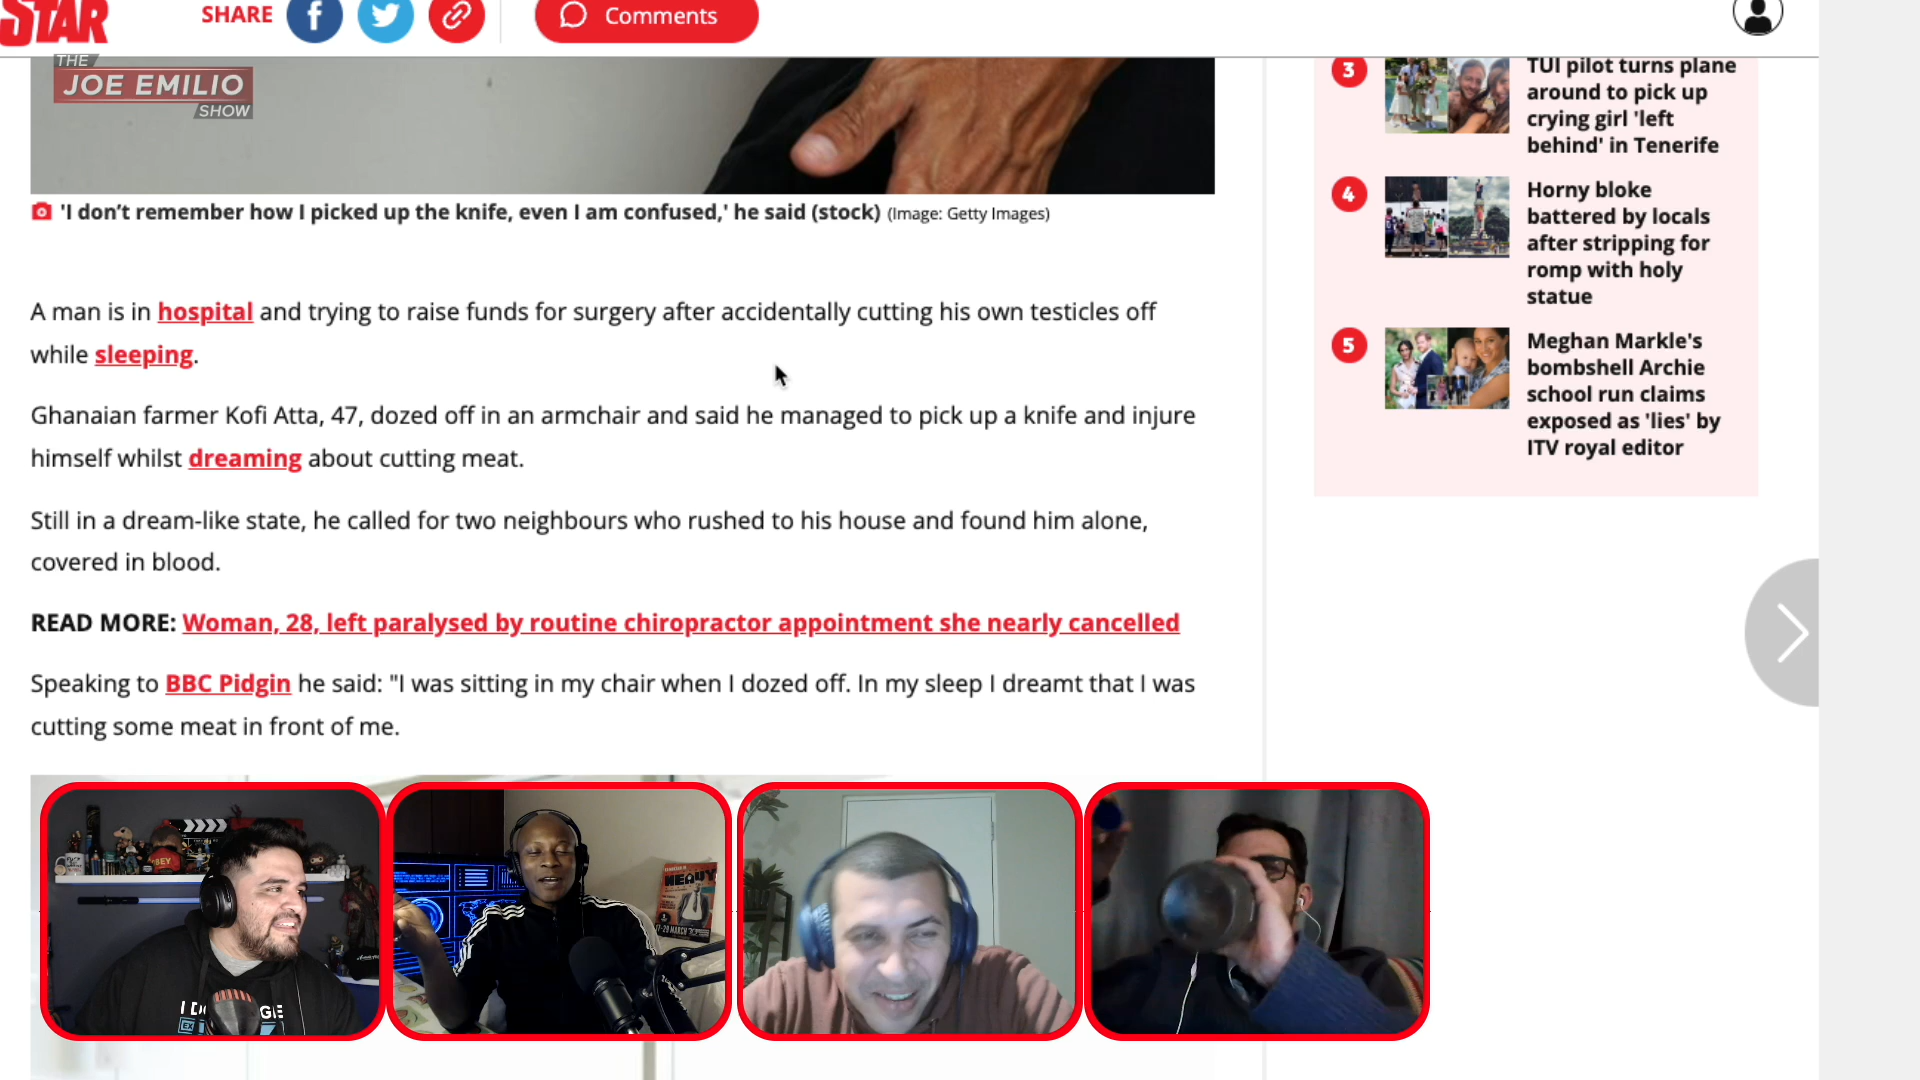 STAR
SHARE
Comments
THE
JOE EMILIO
SHOW
'I don’t remember how I picked up the knife, even I am confused,' he said (stock) (Image: Getty Images)
A man is in hospital and trying to raise funds for surgery after accidentally cutting his own testicles off
while sleeping.
Ghanaian farmer Kofi Atta, 47, dozed off in an armchair and said he managed to pick up a knife and injure
himself whilst dreaming about cutting meat.
Still in a dream-like state, he called for two neighbours who rushed to his house and found him alone,
covered in blood.
READ MORE: Woman, 28, left paralysed by routine chiropractor appointment she nearly cancelled
Speaking to BBC Pidgin he said: "I was sitting in my chair when I dozed off. In my sleep I dreamt that I was
cutting some meat in front of me.
3
TUI pilot turns plane
around to pick up
crying girl 'left
behind' in Tenerife
4
Horny bloke
battered by locals
after stripping for
romp with holy
statue
5
Meghan Markle's
bombshell Archie
school run claims
exposed as 'lies' by
ITV royal editor
HEAVY
17-29 MARCH